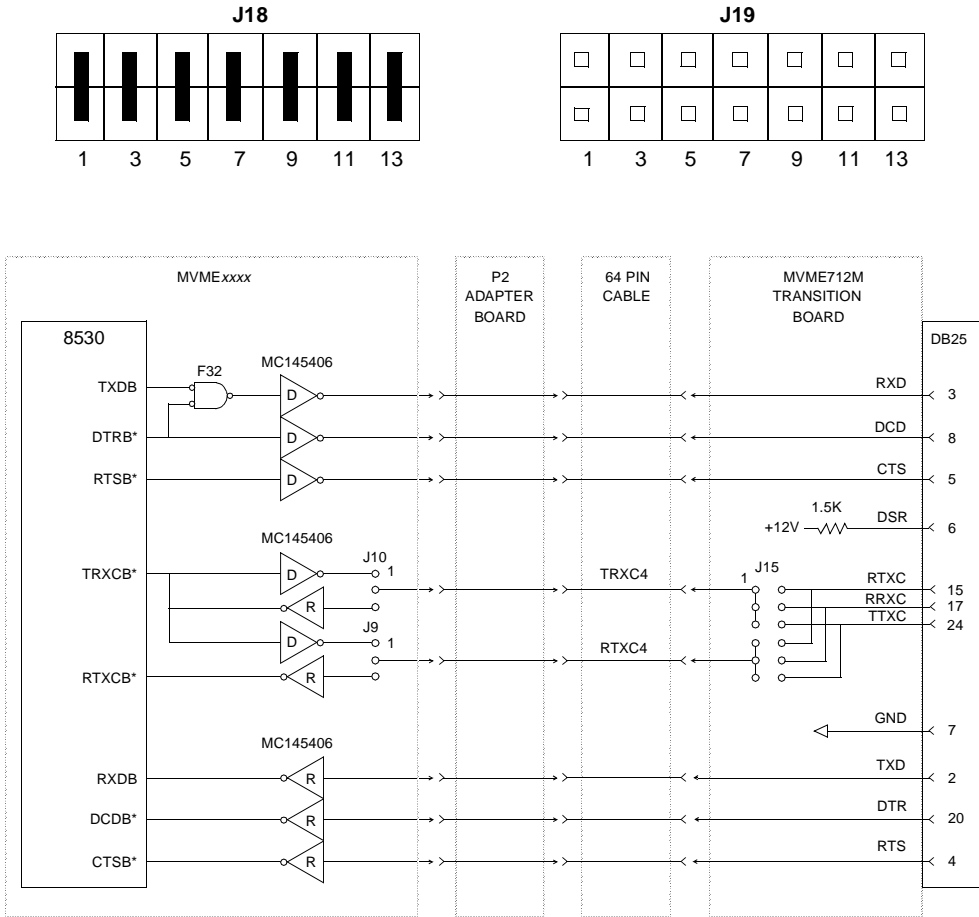 J18 J19
1 3 5 7 9 11 13 1 3 5 7 9 11 13
MVMExxxx P2 ADAPTER BOARD 64 PIN CABLE MVME712M TRANSITION BOARD
8530 DB25
MC145406
F32
TXDB D RXD 3
DTRB* D DCD 8
RTSB* D CTS 5
1.5K
+12V DSR 6
MC145406
J10
TRXCB* D 1 TRXC4 1 J15 RTXC 15
R RRXC 17
TTXC 24
J9
D 1
RTXCB* R RTXC4
GND 7
MC145406
RXDB R TXD 2
DCDB* R DTR 20
CTSB* R RTS 4